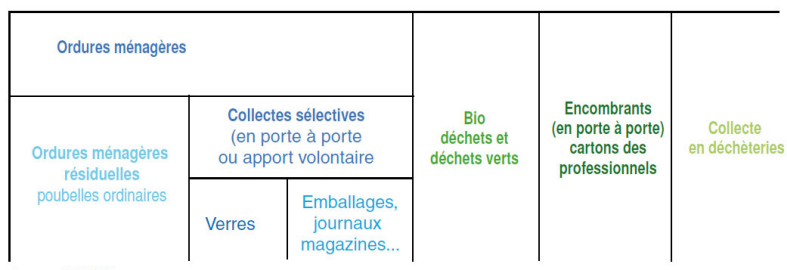 Ordures ménagères
Ordures ménagères
résiduelles
poubelles ordinaires
Collectes sélectives
(en porte à porte
ou apport volontaire
Verres
Emballages,
journaux
magazines...
Bio
déchets et
déchets verts
Encombrants
(en porte à porte)
cartons des
professionnels
Collecte
en déchèteries